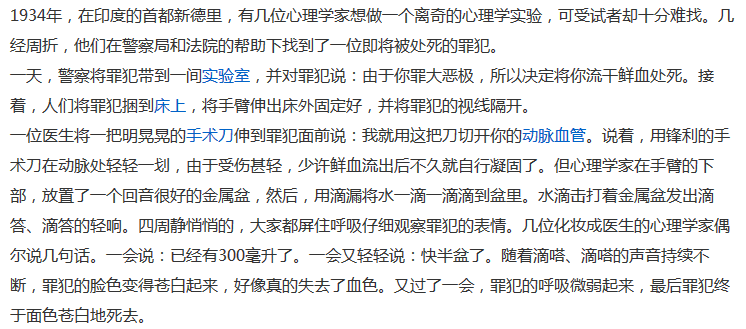 1934年，在印度的首都新德里，有几位心理学家想做一个离奇的心理学实验，可受试者却十分难找。几
经周折，他们在警察局和法院的帮助下找到了一位即将被处死的罪犯。
一天，警察将罪犯带到一间实验室，并对罪犯说：由于你罪大恶极，所以决定将你流干鲜血处死。接
着，人们将罪犯捆到床上，将手臂伸出床外固定好，并将罪犯的视线隔开。
一位医生将一把明晃晃的手术刀伸到罪犯面前说：我就用这把刀切开你的动脉血管。说着，用锋利的手
术刀在动脉处轻轻一划，由于受伤甚轻，少许鲜血流出后不久就自行凝固了。但心理学家在手臂的下
部，放置了一个回音很好的金属盆，然后，用滴漏将水一滴一滴滴到盆里。水滴击打着金属盆发出滴
答、滴答的轻响。四周静悄悄的，大家都屏住呼吸仔细观察罪犯的表情。几位化妆成医生的心理学家偶
尔说几句话。一会说：已经有300毫升了。一会又轻轻说：快半盆了。随着滴嗒、滴嗒的声音持续不
断，罪犯的脸色变得苍白起来，好像真的失去了血色。又过了一会，罪犯的呼吸微弱起来，最后罪犯终
于面色苍白地死去。